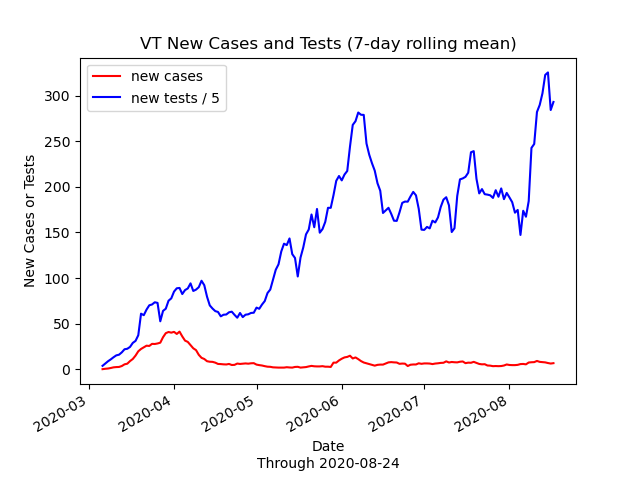 VT New Cases and Tests (7-day rolling mean)
new cases
new tests / 5
New Cases or Tests
300
250
200
150
100
50
0
2020-03
2020-04
2020-05
2020-06
2020-07
2020-08
Date
Through 2020-08-24